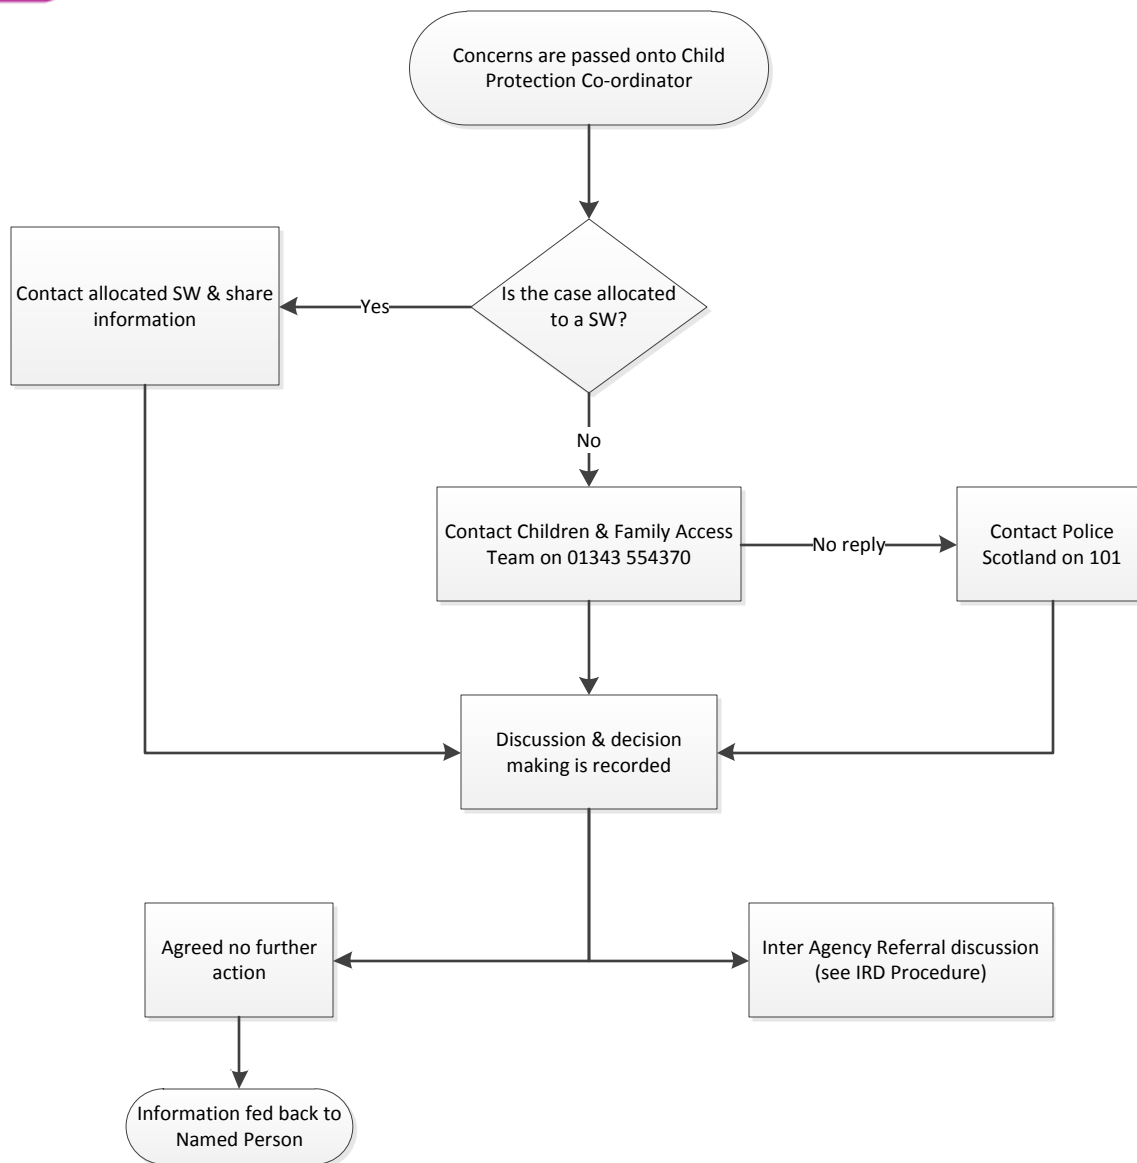 Concerns are passed onto Child
Protection Co-ordinator
Is the case allocated
to a SW?
Yes
Contact allocated SW & share
information
No
Contact Children & Family Access
Team on 01343 554370
No reply
Contact Police
Scotland on 101
Discussion & decision
making is recorded
Agreed no further
action
Inter Agency Referral discussion
(see IRD Procedure)
Information fed back to
Named Person